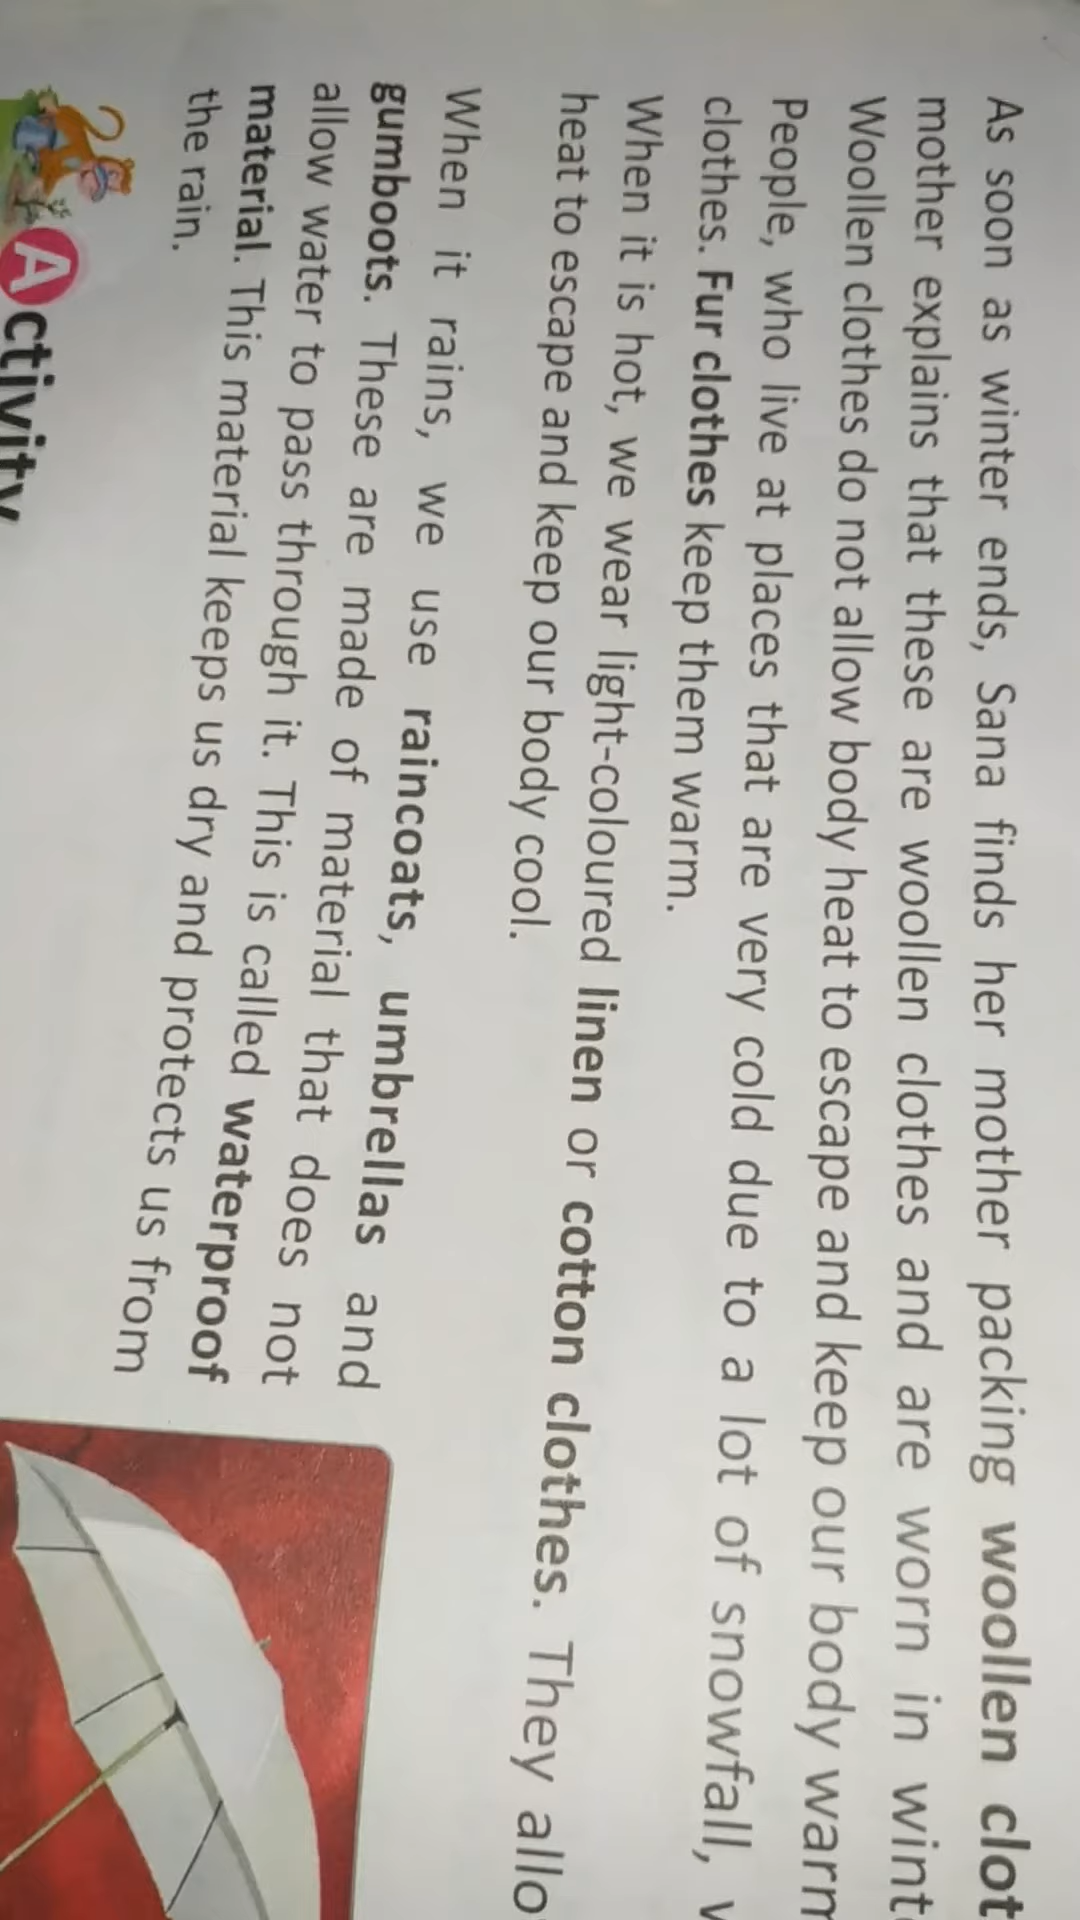 As soon as winter ends, Sana finds her mother packing woollen clot
mother explains that these are woollen clothes and are worn in wint
Woollen clothes do not allow body heat to escape and keep our body warm
People, who live at places that are very cold due to a lot of snowfall,
clothes. Fur clothes keep them warm.
When it is hot, we wear light-coloured linen or cotton clothes. They allo
heat to escape and keep our body cool.
When it rains, we use raincoats, umbrellas and
gumboots. These are made of material that does not
allow water to pass through it. This is called waterproof
material. This material keeps us dry and protects us from
the rain.
Activity